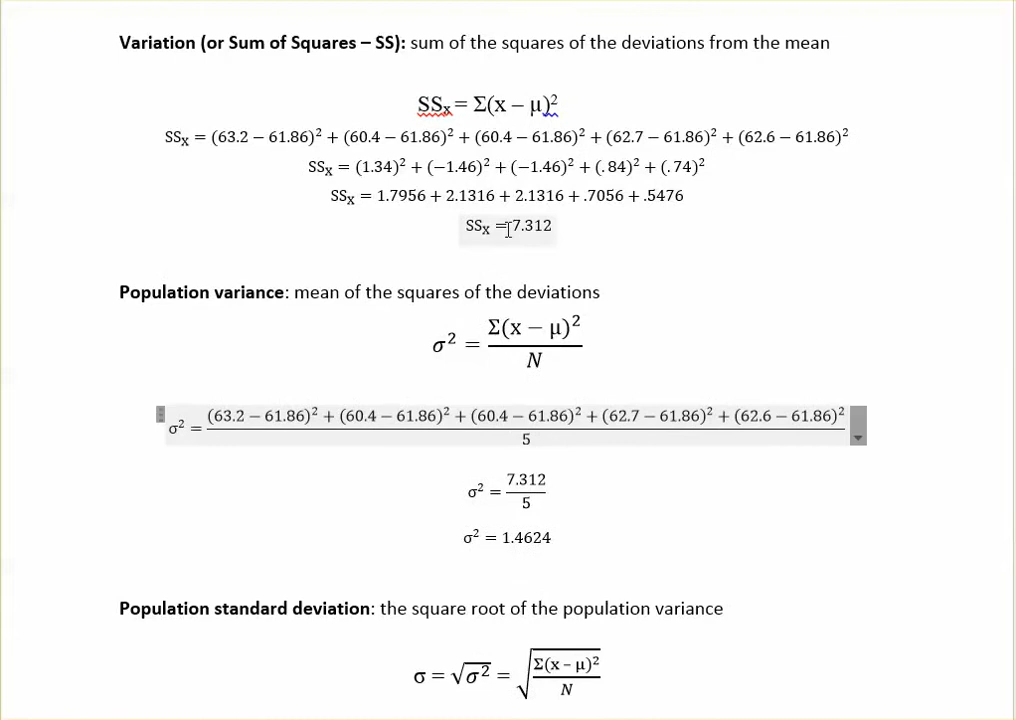 Variation (or Sum of Squares – SS): sum of the squares of the deviations from the mean
SSx = Σ(x – μ)²
SSx = (63.2 − 61.86)² + (60.4 − 61.86)² + (60.4 − 61.86)² + (62.7 − 61.86)² + (62.6 − 61.86)²
SSx = (1.34)² + (−1.46)² + (−1.46)² + (.84)² + (.74)²
SSx = 1.7956 + 2.1316 + 2.1316 + .7056 + .5476
SSx = 7.312
Population variance: mean of the squares of the deviations
σ² = Σ(x − μ)² / N
σ² = (63.2 − 61.86)² + (60.4 − 61.86)² + (60.4 − 61.86)² + (62.7 − 61.86)² + (62.6 − 61.86)² / 5
σ² = 7.312 / 5
σ² = 1.4624
Population standard deviation: the square root of the population variance
σ = √σ² = √Σ(x − μ)² / N